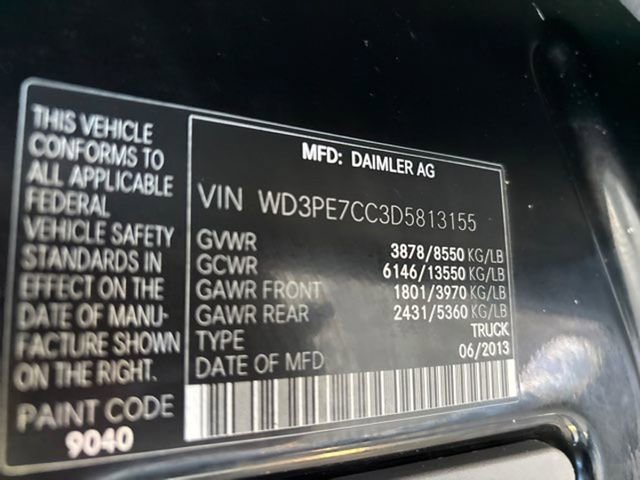 THIS VEHICLE
CONFORMS TO
ALL APPLICABLE
FEDERAL
VEHICLE SAFETY
STANDARDS IN
EFFECT ON THE
DATE OF MANU-
FACTURE SHOWN
ON THE RIGHT.
PAINT CODE
9040
MFD: DAIMLER AG
VIN WD3PE7CC3D5813155
GVWR 3878/8550 KG/LB
GCWR 6146/13550 KG/LB
GAWR FRONT 1801/3970 KG/LB
GAWR REAR 2431/5360 KG/LB
TYPE TRUCK
DATE OF MFD 06/2013